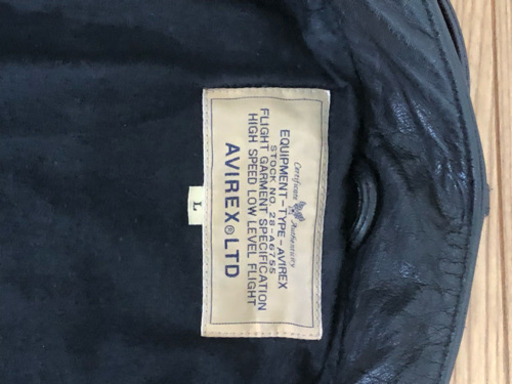 Certificate Authenticity
EQUIPMENT-TYPE-AVIREX
STOCK NO. 28-A6755
FLIGHT GARMENT SPECIFICATION
HIGH SPEED LOW LEVEL FLIGHT
AVIREX® LTD
L